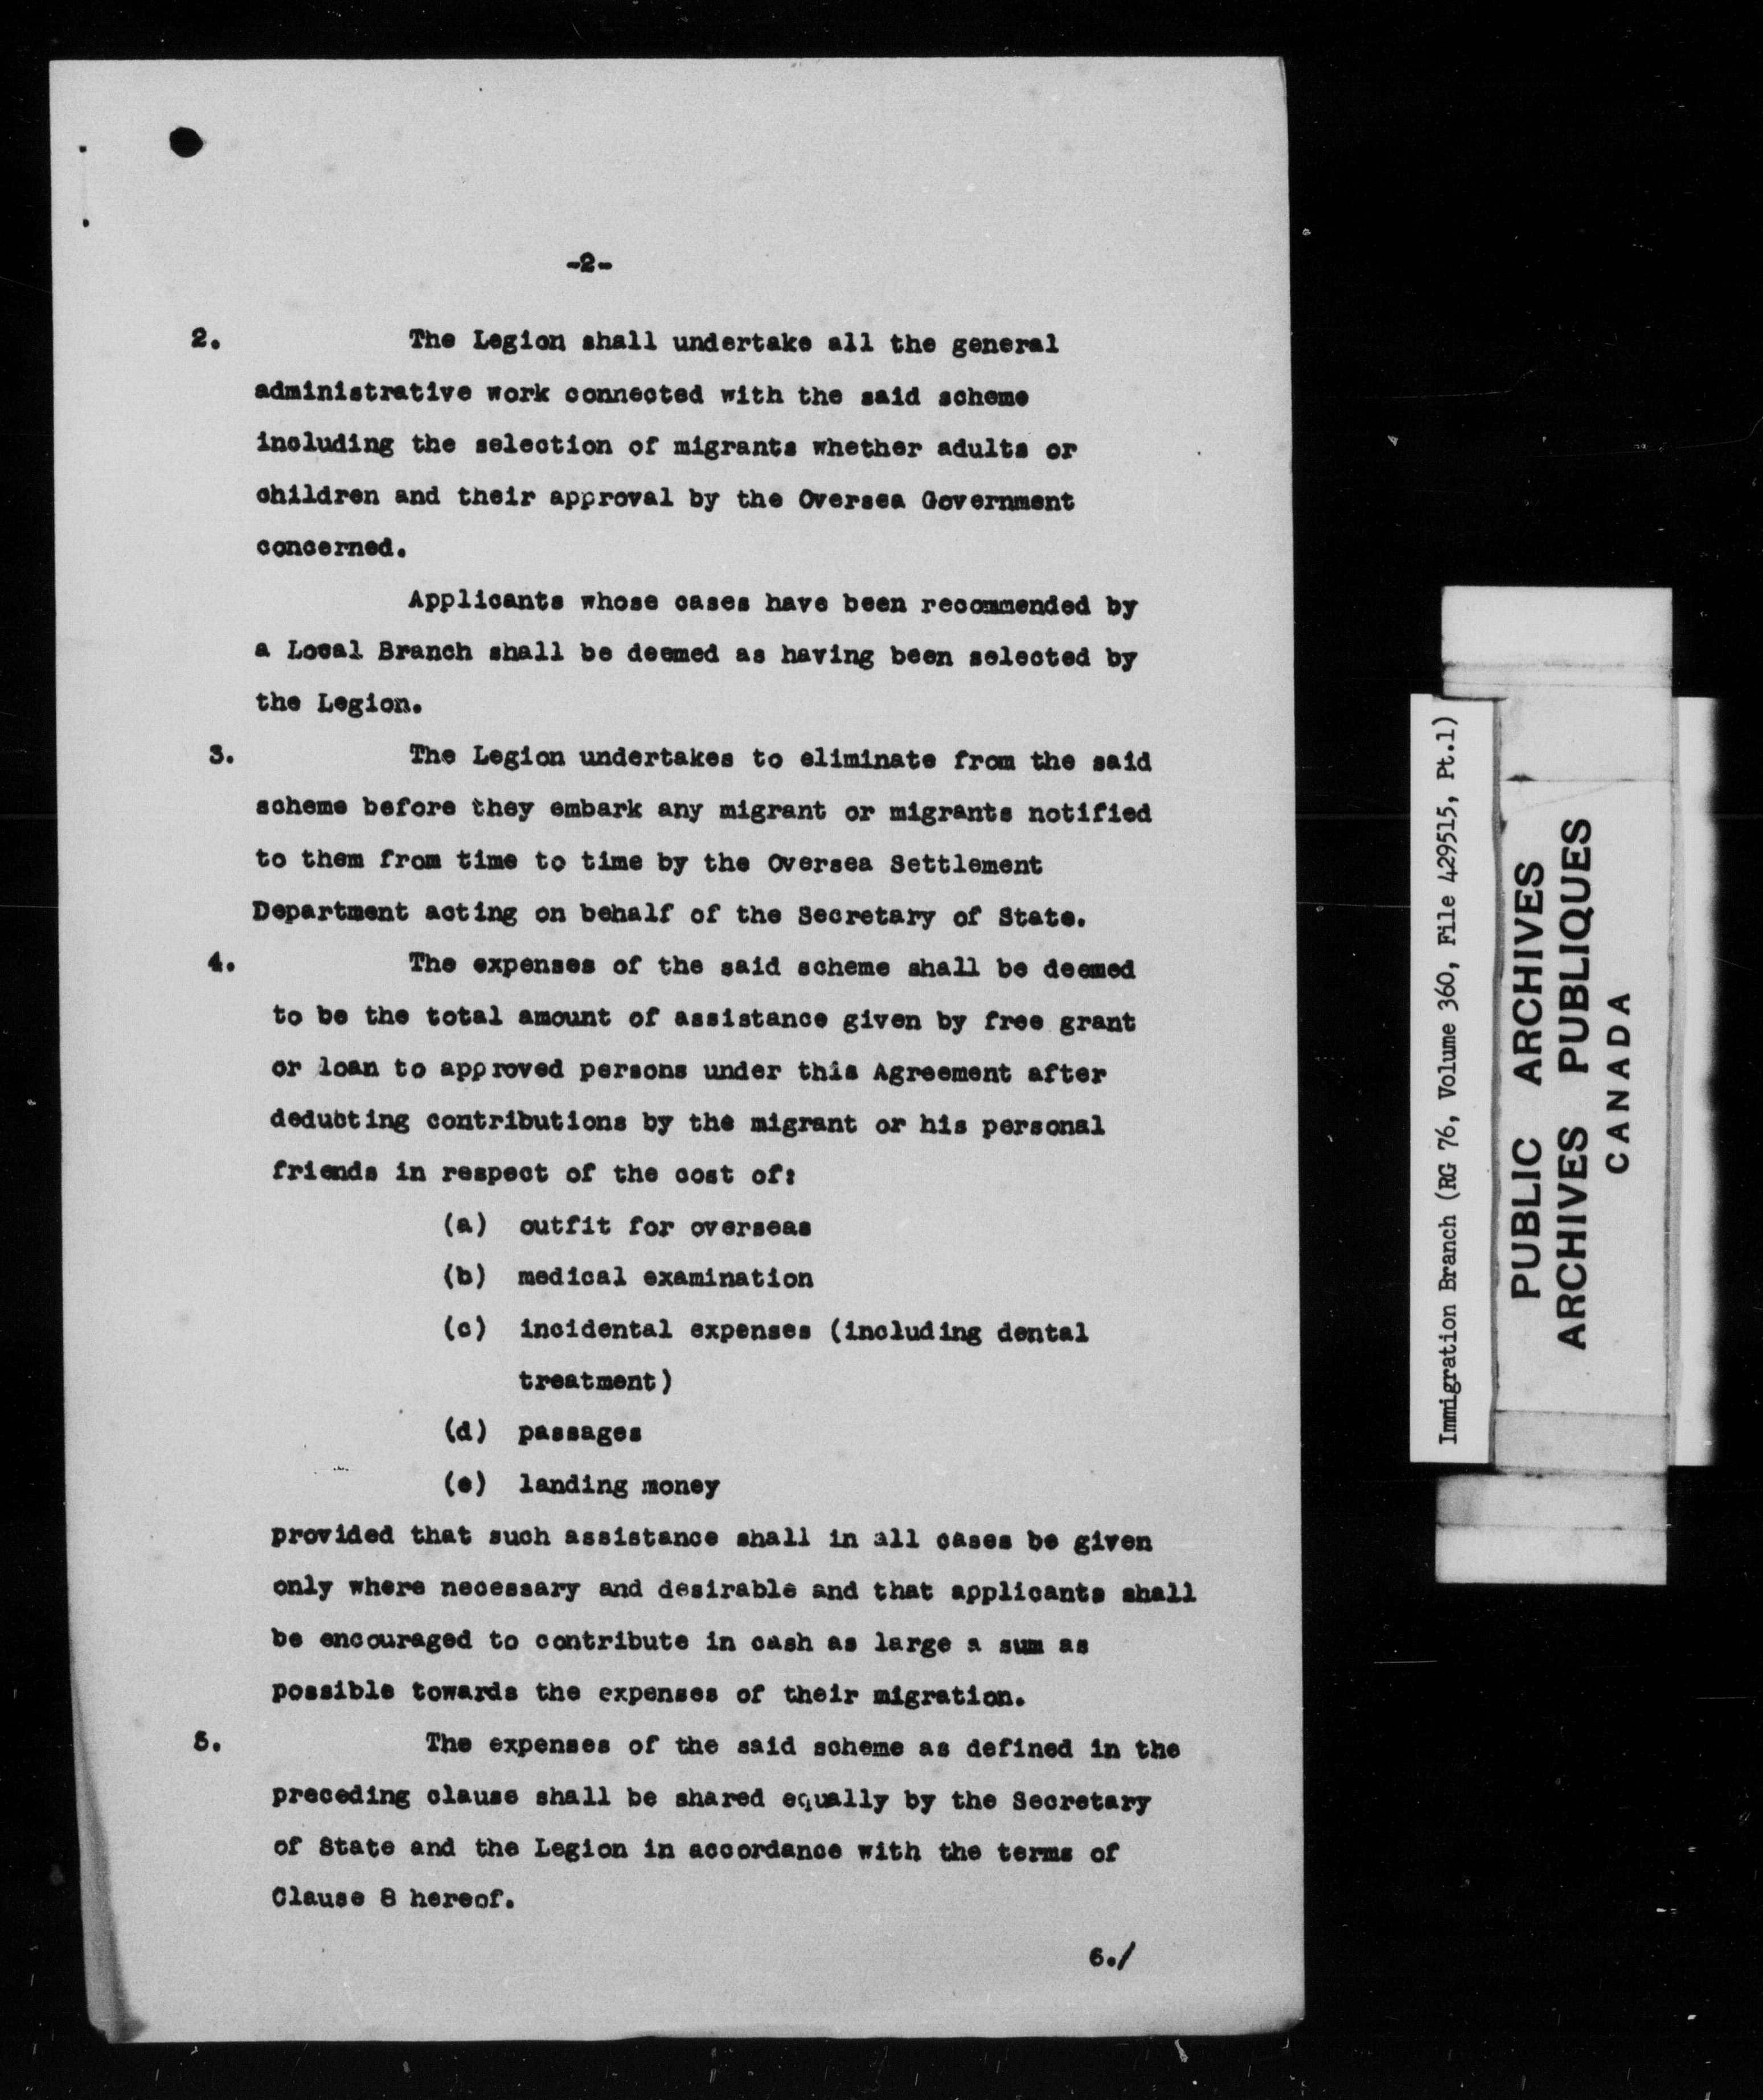 -2-
2. The Legion shall undertake all the general
administrative work connected with the said scheme
including the selection of migrants whether adults or
children and their approval by the Oversea Government
concerned.
Applicants whose cases have been recommended by
a Local Branch shall be deemed as having been selected by
the Legion.
3. The Legion undertakes to eliminate from the said
scheme before they embark any migrant or migrants notified
to them from time to time by the Oversea Settlement
Department acting on behalf of the Secretary of State.
4. The expenses of the said scheme shall be deemed
to be the total amount of assistance given by free grant
or loan to approved persons under this Agreement after
deducting contributions by the migrant or his personal
friends in respect of the cost of:
(a) outfit for overseas
(b) medical examination
(c) incidental expenses (including dental
treatment)
(d) passages
(e) landing money
provided that such assistance shall in all cases be given
only where necessary and desirable and that applicants shall
be encouraged to contribute in cash as large a sum as
possible towards the expenses of their migration.
5. The expenses of the said scheme as defined in the
preceding clause shall be shared equally by the Secretary
of State and the Legion in accordance with the terms of
Clause 8 hereof.
6./
Immigration Branch (RG 76, Volume 360, File 429515, Pt.1)
PUBLIC ARCHIVES
ARCHIVES PUBLIQUES
CANADA